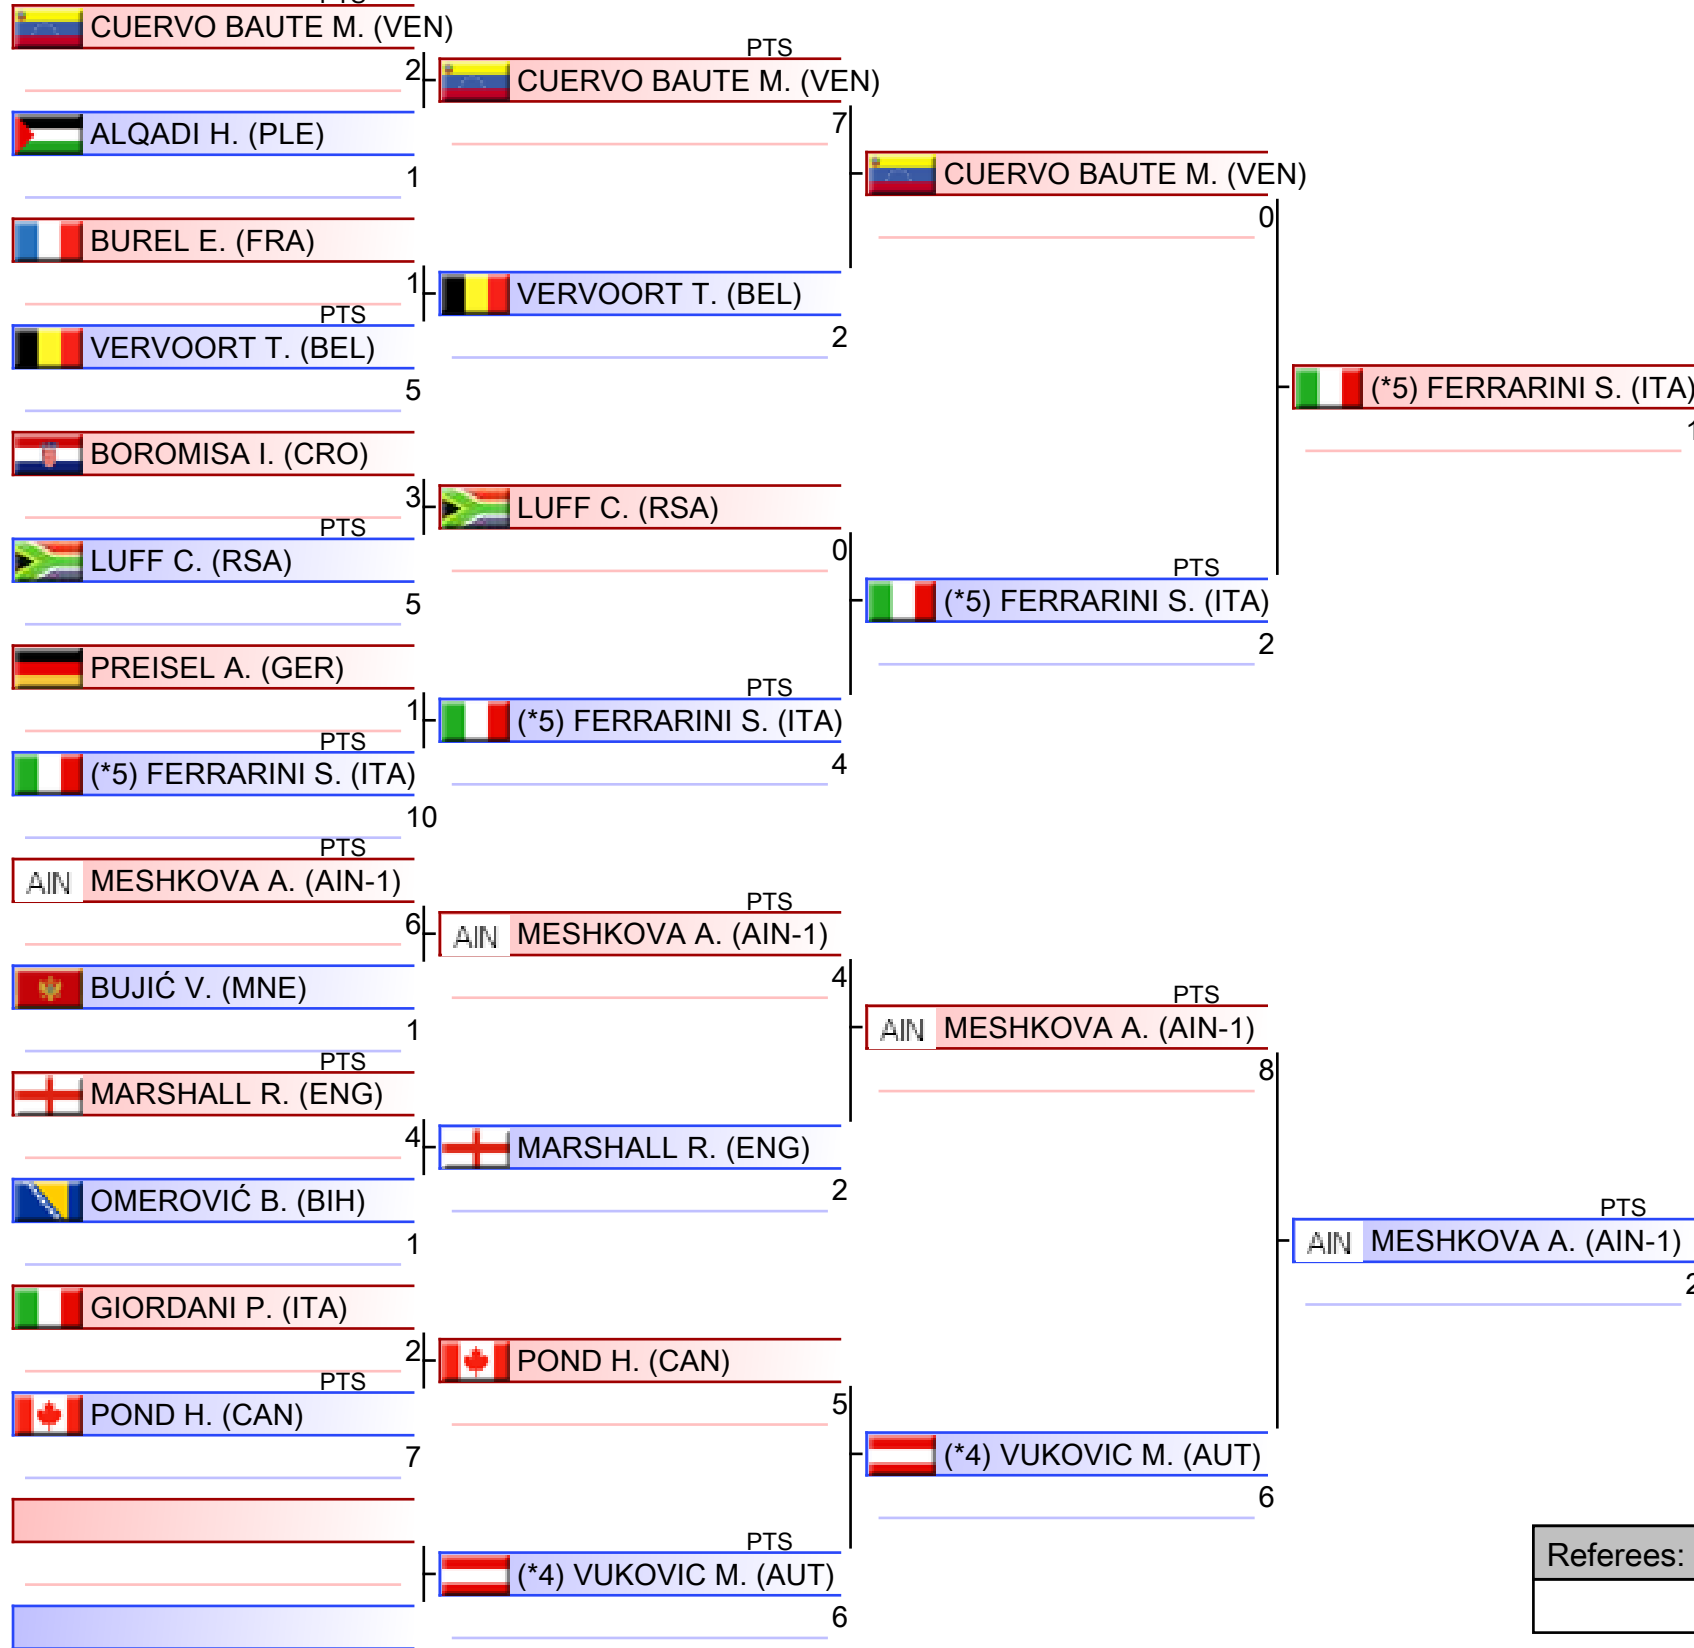 PTS
CUERVO BAUTE M. (VEN)
2
ALQADI H. (PLE)
1
BUREL E. (FRA)
1
PTS
VERVOORT T. (BEL)
5
BOROMISA I. (CRO)
3
PTS
LUFF C. (RSA)
5
PREISEL A. (GER)
1
PTS
(*5) FERRARINI S. (ITA)
10
PTS
AIN MESHKOVA A. (AIN-1)
6
BUJIĆ V. (MNE)
1
PTS
MARSHALL R. (ENG)
4
OMEROVIĆ B. (BIH)
1
GIORDANI P. (ITA)
2
PTS
POND H. (CAN)
7
PTS
CUERVO BAUTE M. (VEN)
7
VERVOORT T. (BEL)
2
LUFF C. (RSA)
0
PTS
(*5) FERRARINI S. (ITA)
4
PTS
AIN MESHKOVA A. (AIN-1)
4
MARSHALL R. (ENG)
2
POND H. (CAN)
5
PTS
(*4) VUKOVIC M. (AUT)
6
CUERVO BAUTE M. (VEN)
0
PTS
(*5) FERRARINI S. (ITA)
2
PTS
AIN MESHKOVA A. (AIN-1)
8
(*4) VUKOVIC M. (AUT)
6
(*5) FERRARINI S. (ITA)
1
PTS
AIN MESHKOVA A. (AIN-1)
2
Referees: